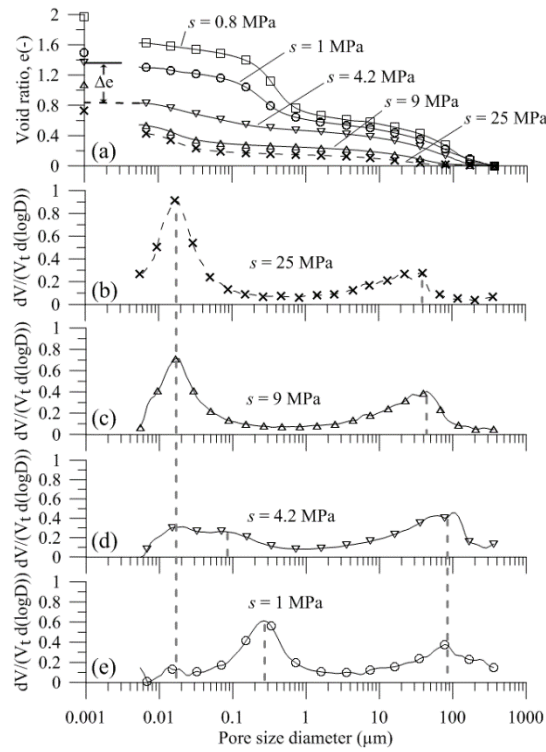 2
1.6
1.2
0.8
0.4
0
Void ratio, e(-)
Δe
s = 0.8 MPa
s = 1 MPa
s = 4.2 MPa
s = 9 MPa
s = 25 MPa
(a)
1
0.8
0.6
0.4
0.2
0
dV/(Vt d(logD))
s = 25 MPa
(b)
1
0.8
0.6
0.4
0.2
0
dV/(Vt d(logD))
s = 9 MPa
(c)
1
0.8
0.6
0.4
0.2
0
dV/(Vt d(logD))
s = 4.2 MPa
(d)
1
0.8
0.6
0.4
0.2
0
dV/(Vt d(logD))
s = 1 MPa
(e)
0.001 0.01 0.1 1 10 100 1000
Pore size diameter (µm)